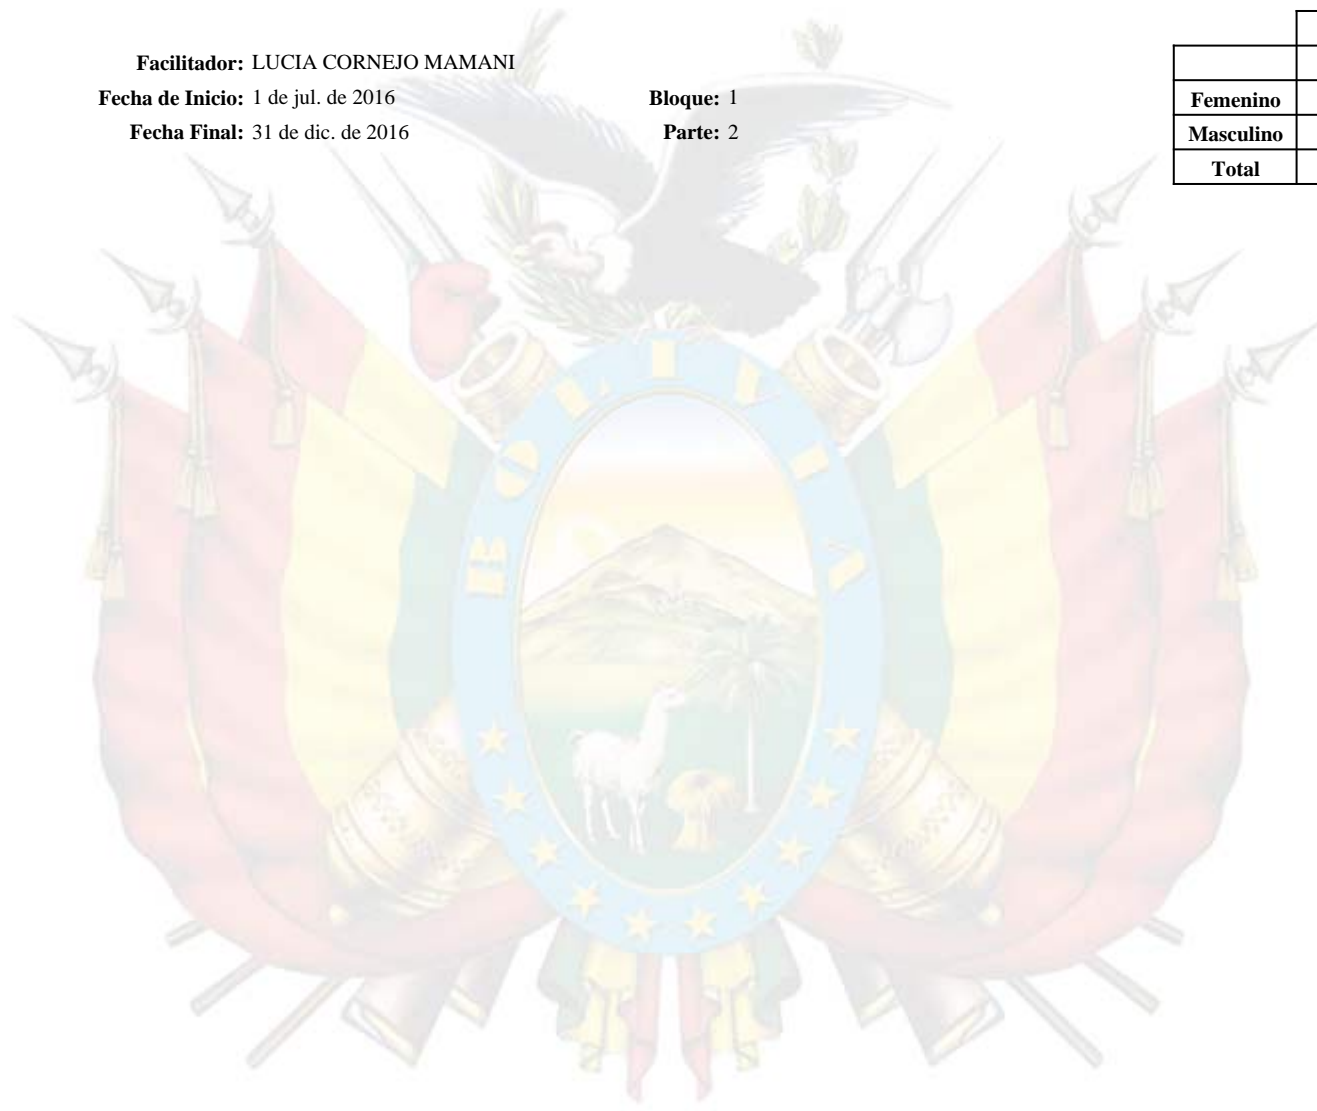 Facilitador: LUCIA CORNEJO MAMANI
Fecha de Inicio: 1 de jul. de 2016 Bloque: 1
Fecha Final: 31 de dic. de 2016 Parte: 2
Femenino
Masculino
Total
BOLIVIA